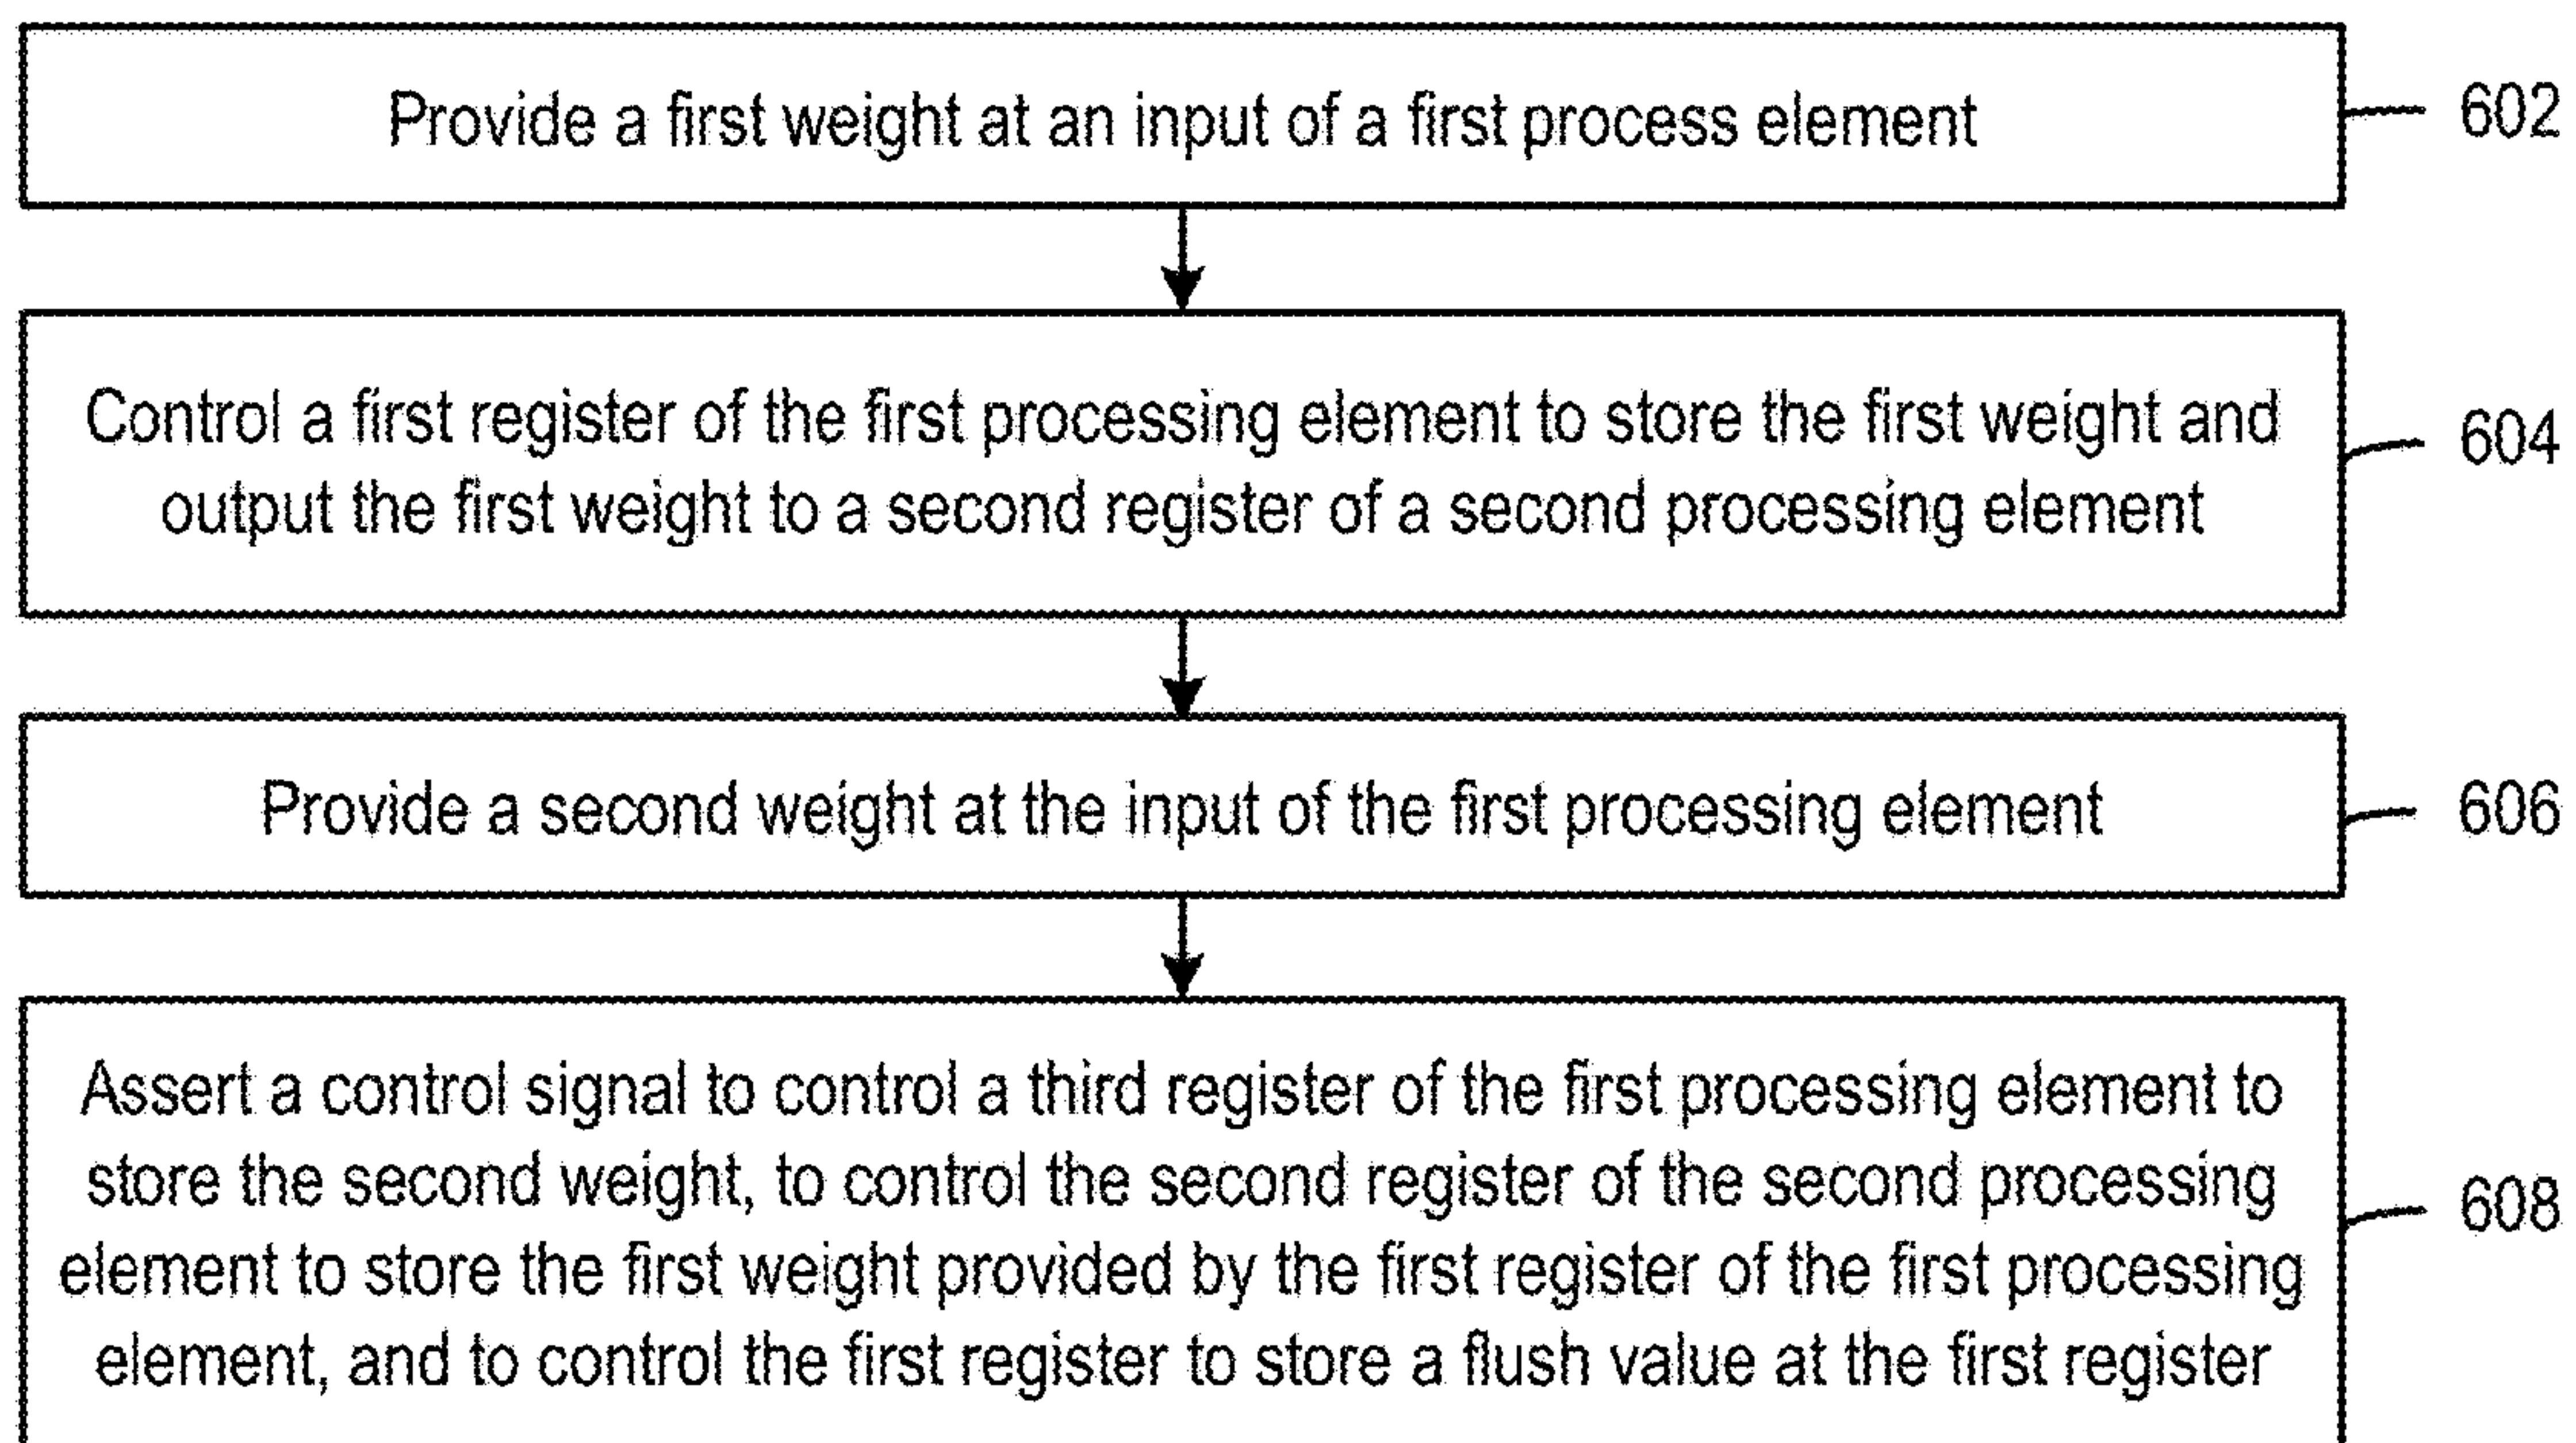 Provide a first weight at an input of a first process element
602
Control a first register of the first processing element to store the first weight and
output the first weight to a second register of a second processing element
604
Provide a second weight at the input of the first processing element
606
Assert a control signal to control a third register of the first processing element to
store the second weight, to control the second register of the second processing
element to store the first weight provided by the first register of the first processing
element, and to control the first register to store a flush value at the first register
608